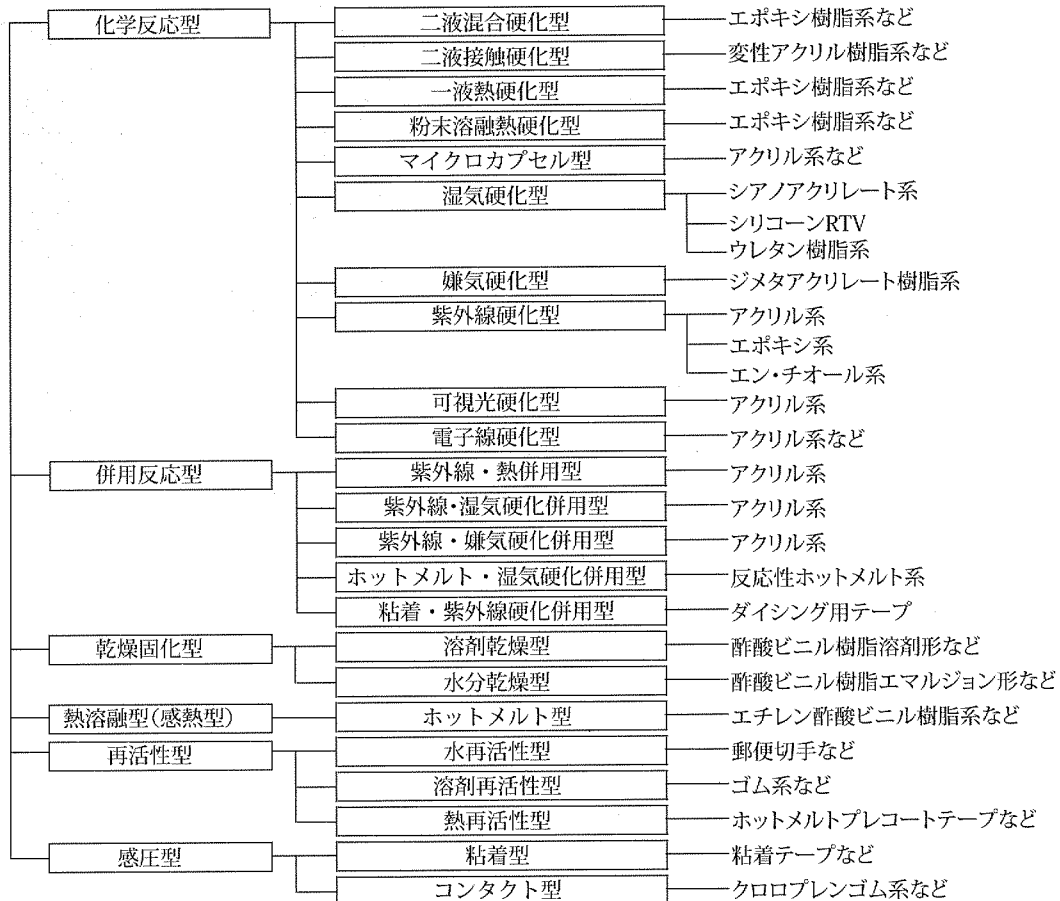 化学反応型
二液混合硬化型
エポキシ樹脂系など
二液接触硬化型
変性アクリル樹脂系など
一液熱硬化型
エポキシ樹脂系など
粉末溶融熱硬化型
エポキシ樹脂系など
マイクロカプセル型
アクリル系など
湿気硬化型
シアノアクリレート系
シリコーンRTV
ウレタン樹脂系
嫌気硬化型
ジメタアクリレート樹脂系
紫外線硬化型
アクリル系
エポキシ系
エン・チオール系
可視光硬化型
アクリル系
電子線硬化型
アクリル系など
併用反応型
紫外線・熱併用型
アクリル系
紫外線・湿気硬化併用型
アクリル系
紫外線・嫌気硬化併用型
アクリル系
ホットメルト・湿気硬化併用型
反応性ホットメルト系
粘着・紫外線硬化併用型
ダイシング用テープ
乾燥固化型
溶剤乾燥型
酢酸ビニル樹脂溶剤形など
水分乾燥型
酢酸ビニル樹脂エマルジョン形など
熱溶融型(感熱型)
ホットメルト型
エチレン酢酸ビニル樹脂系など
再活性型
水再活性型
郵便切手など
溶剤再活性型
ゴム系など
熱再活性型
ホットメルトプレコートテープなど
感圧型
粘着型
粘着テープなど
コンタクト型
クロロプレンゴム系など